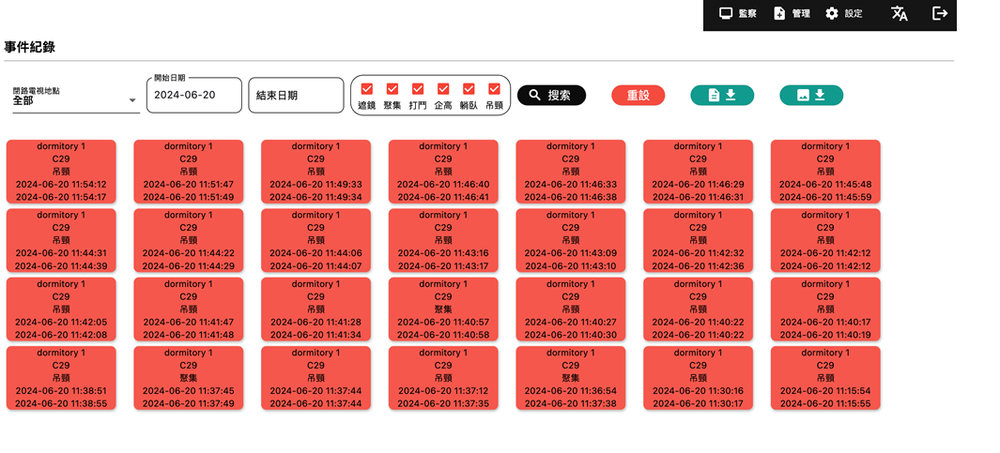 監察 管理 設定
事件紀錄
閉路電視地點
全部
開始日期
2024-06-20
結束日期
遮鏡 聚集 打鬥 企高 躺臥 吊頸
搜索
重設
dormitory 1
C29
吊頸
2024-06-20 11:54:12
2024-06-20 11:54:17
dormitory 1
C29
吊頸
2024-06-20 11:51:47
2024-06-20 11:51:49
dormitory 1
C29
吊頸
2024-06-20 11:49:33
2024-06-20 11:49:34
dormitory 1
C29
吊頸
2024-06-20 11:46:40
2024-06-20 11:46:41
dormitory 1
C29
吊頸
2024-06-20 11:46:33
2024-06-20 11:46:38
dormitory 1
C29
吊頸
2024-06-20 11:46:29
2024-06-20 11:46:31
dormitory 1
C29
吊頸
2024-06-20 11:45:48
2024-06-20 11:45:59
dormitory 1
C29
吊頸
2024-06-20 11:44:31
2024-06-20 11:44:39
dormitory 1
C29
吊頸
2024-06-20 11:44:22
2024-06-20 11:44:29
dormitory 1
C29
吊頸
2024-06-20 11:44:06
2024-06-20 11:44:07
dormitory 1
C29
吊頸
2024-06-20 11:43:16
2024-06-20 11:43:17
dormitory 1
C29
吊頸
2024-06-20 11:43:09
2024-06-20 11:43:10
dormitory 1
C29
吊頸
2024-06-20 11:42:32
2024-06-20 11:42:36
dormitory 1
C29
吊頸
2024-06-20 11:42:12
2024-06-20 11:42:12
dormitory 1
C29
吊頸
2024-06-20 11:42:05
2024-06-20 11:42:08
dormitory 1
C29
吊頸
2024-06-20 11:41:47
2024-06-20 11:41:48
dormitory 1
C29
吊頸
2024-06-20 11:41:28
2024-06-20 11:41:34
dormitory 1
C29
聚集
2024-06-20 11:40:57
2024-06-20 11:40:58
dormitory 1
C29
吊頸
2024-06-20 11:40:27
2024-06-20 11:40:30
dormitory 1
C29
吊頸
2024-06-20 11:40:22
2024-06-20 11:40:22
dormitory 1
C29
吊頸
2024-06-20 11:40:17
2024-06-20 11:40:19
dormitory 1
C29
吊頸
2024-06-20 11:38:51
2024-06-20 11:38:55
dormitory 1
C29
聚集
2024-06-20 11:37:45
2024-06-20 11:37:49
dormitory 1
C29
吊頸
2024-06-20 11:37:44
2024-06-20 11:37:44
dormitory 1
C29
吊頸
2024-06-20 11:37:12
2024-06-20 11:37:35
dormitory 1
C29
聚集
2024-06-20 11:36:54
2024-06-20 11:37:38
dormitory 1
C29
吊頸
2024-06-20 11:30:16
2024-06-20 11:30:17
dormitory 1
C29
吊頸
2024-06-20 11:15:54
2024-06-20 11:15:55